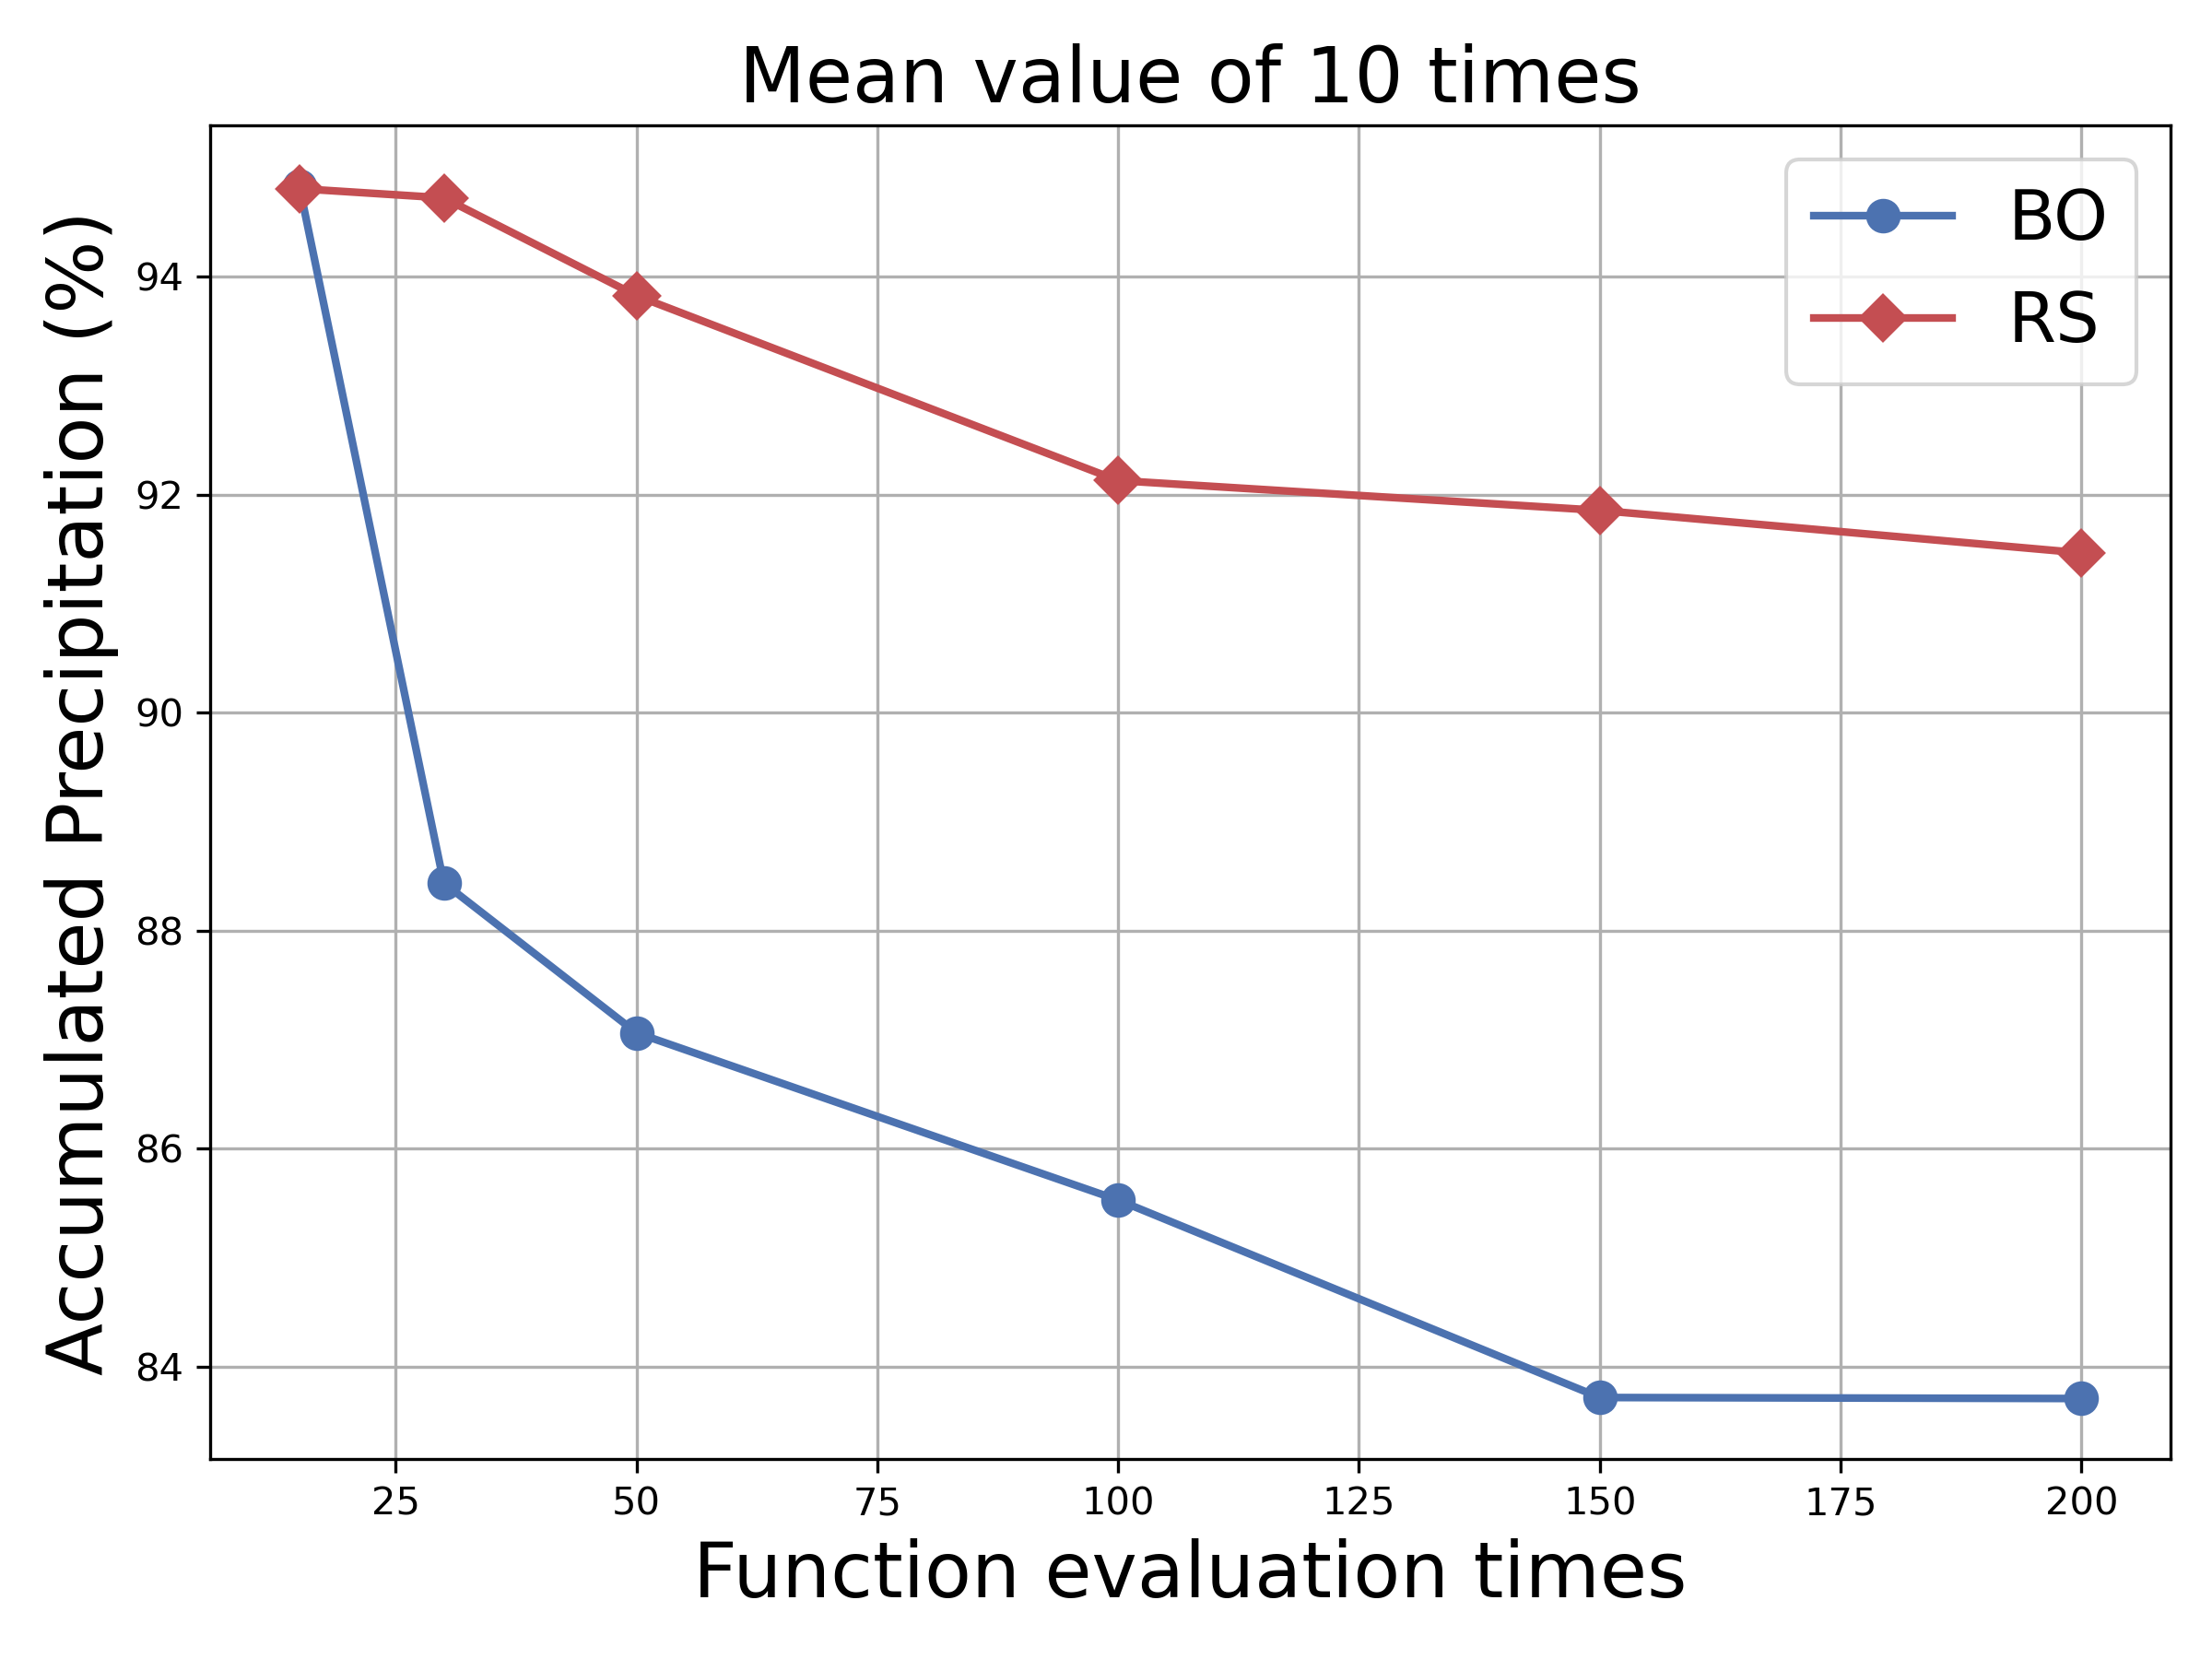 Mean value of 10 times
BO
RS
Accumulated Precipitation (%)
94
92
90
88
86
84
25 50 75 100 125 150 175 200
Function evaluation times